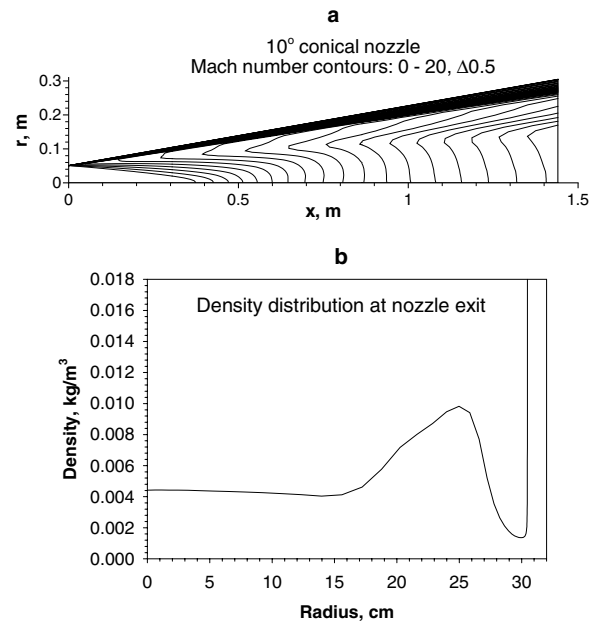 a
10° conical nozzle
Mach number contours: 0 - 20, Δ0.5
0.3
0.2
0.1
0
r, m
0
0.5
1
1.5
x, m
b
Density distribution at nozzle exit
0.018
0.016
0.014
0.012
0.010
0.008
0.006
0.004
0.002
0.000
Density, kg/m³
0
5
10
15
20
25
30
Radius, cm